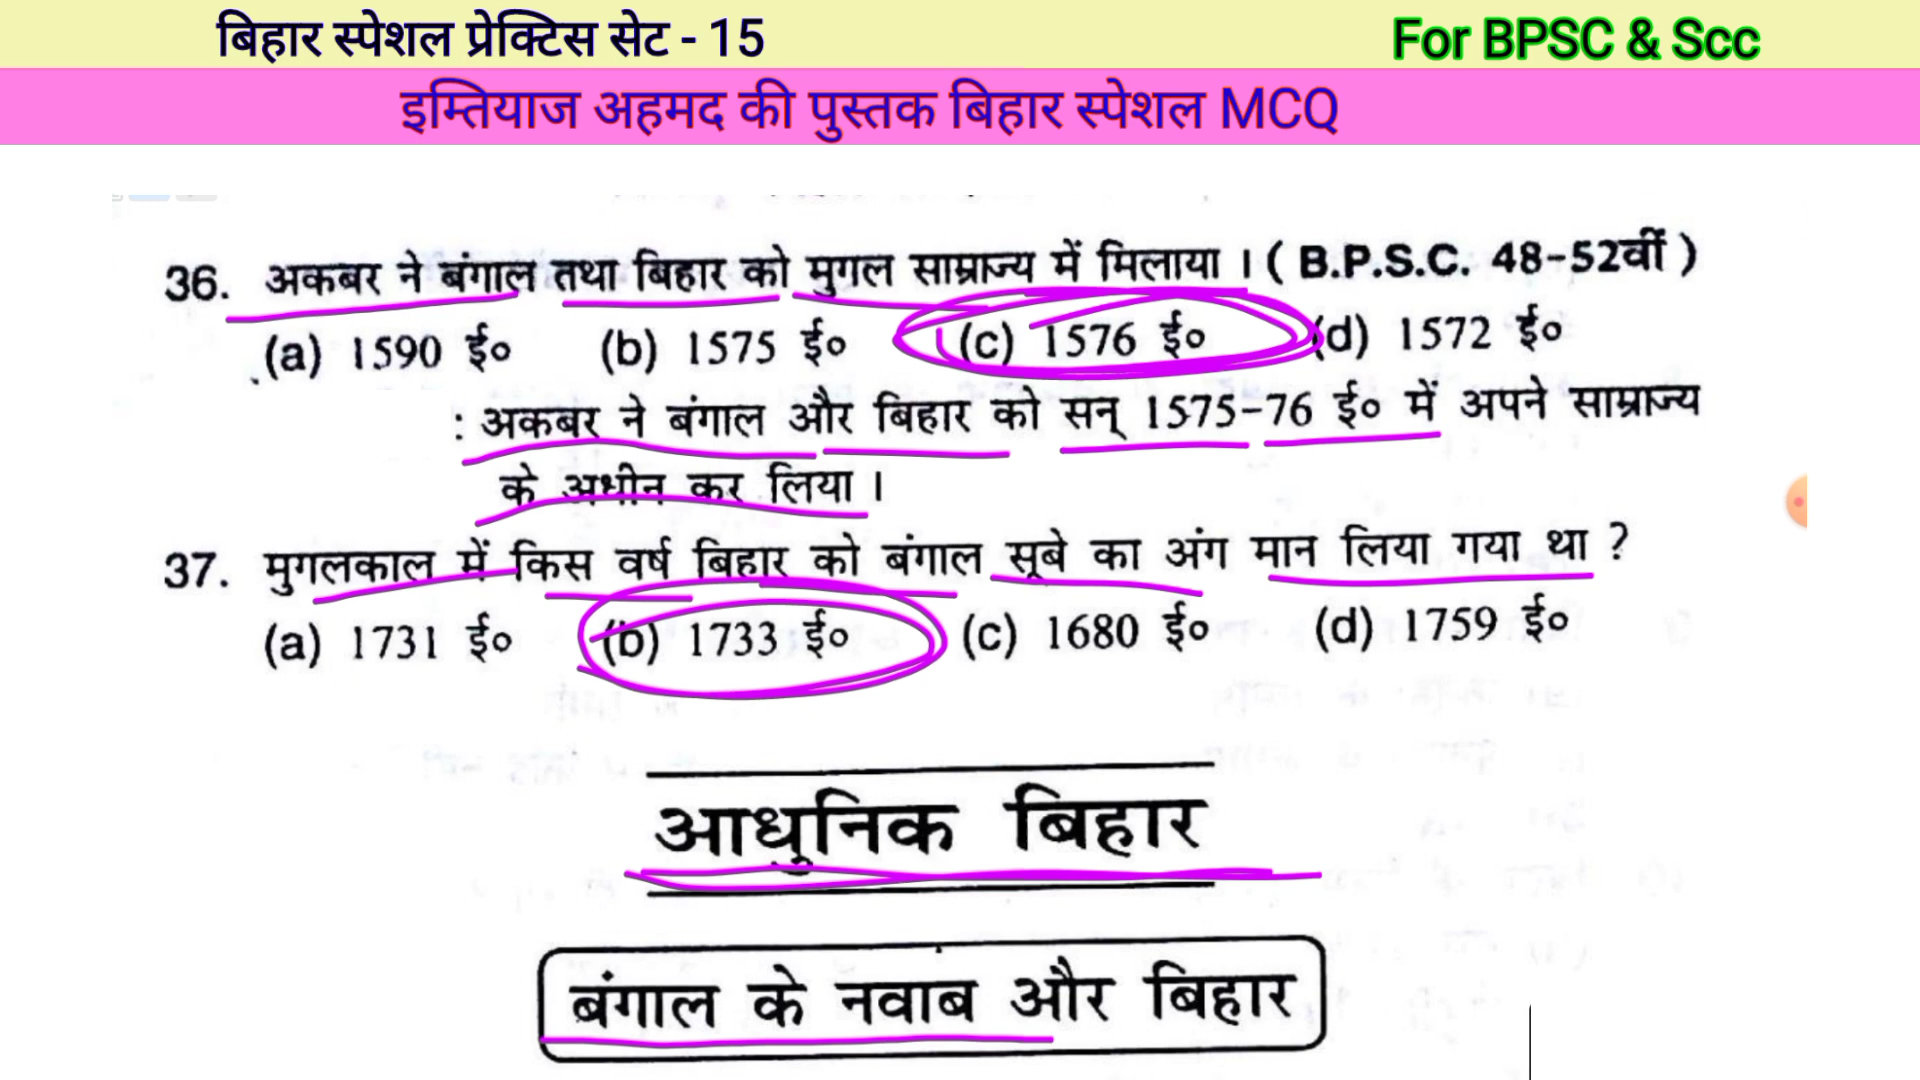 बिहार स्पेशल प्रेक्टिस सेट - 15
For BPSC & Scc
इम्तियाज अहमद की पुस्तक बिहार स्पेशल MCQ
36. अकबर ने बंगाल तथा बिहार को मुगल साम्राज्य में मिलाया । ( B.P.S.C. 48-52वीं )
(a) 1590 ई० (b) 1575 ई० (c) 1576 ई० (d) 1572 ई०
: अकबर ने बंगाल और बिहार को सन् 1575-76 ई० में अपने साम्राज्य
के अधीन कर लिया ।
37. मुगलकाल में किस वर्ष बिहार को बंगाल सूबे का अंग मान लिया गया था ?
(a) 1731 ई० (b) 1733 ई० (c) 1680 ई० (d) 1759 ई०
आधुनिक बिहार
बंगाल के नवाब और बिहार